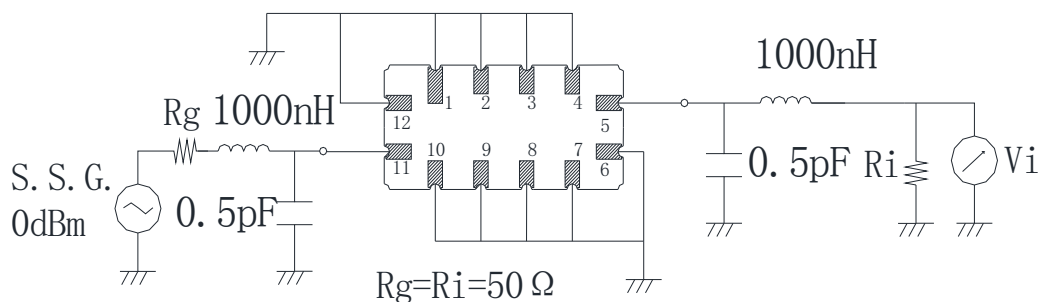 1000nH
Rg 1000nH
1 2 3 4
12
5
S.S.G.
0dBm
11
10 9 8 7
6
0.5pF
0.5pF
Ri
Vi
Rg=Ri=50Ω